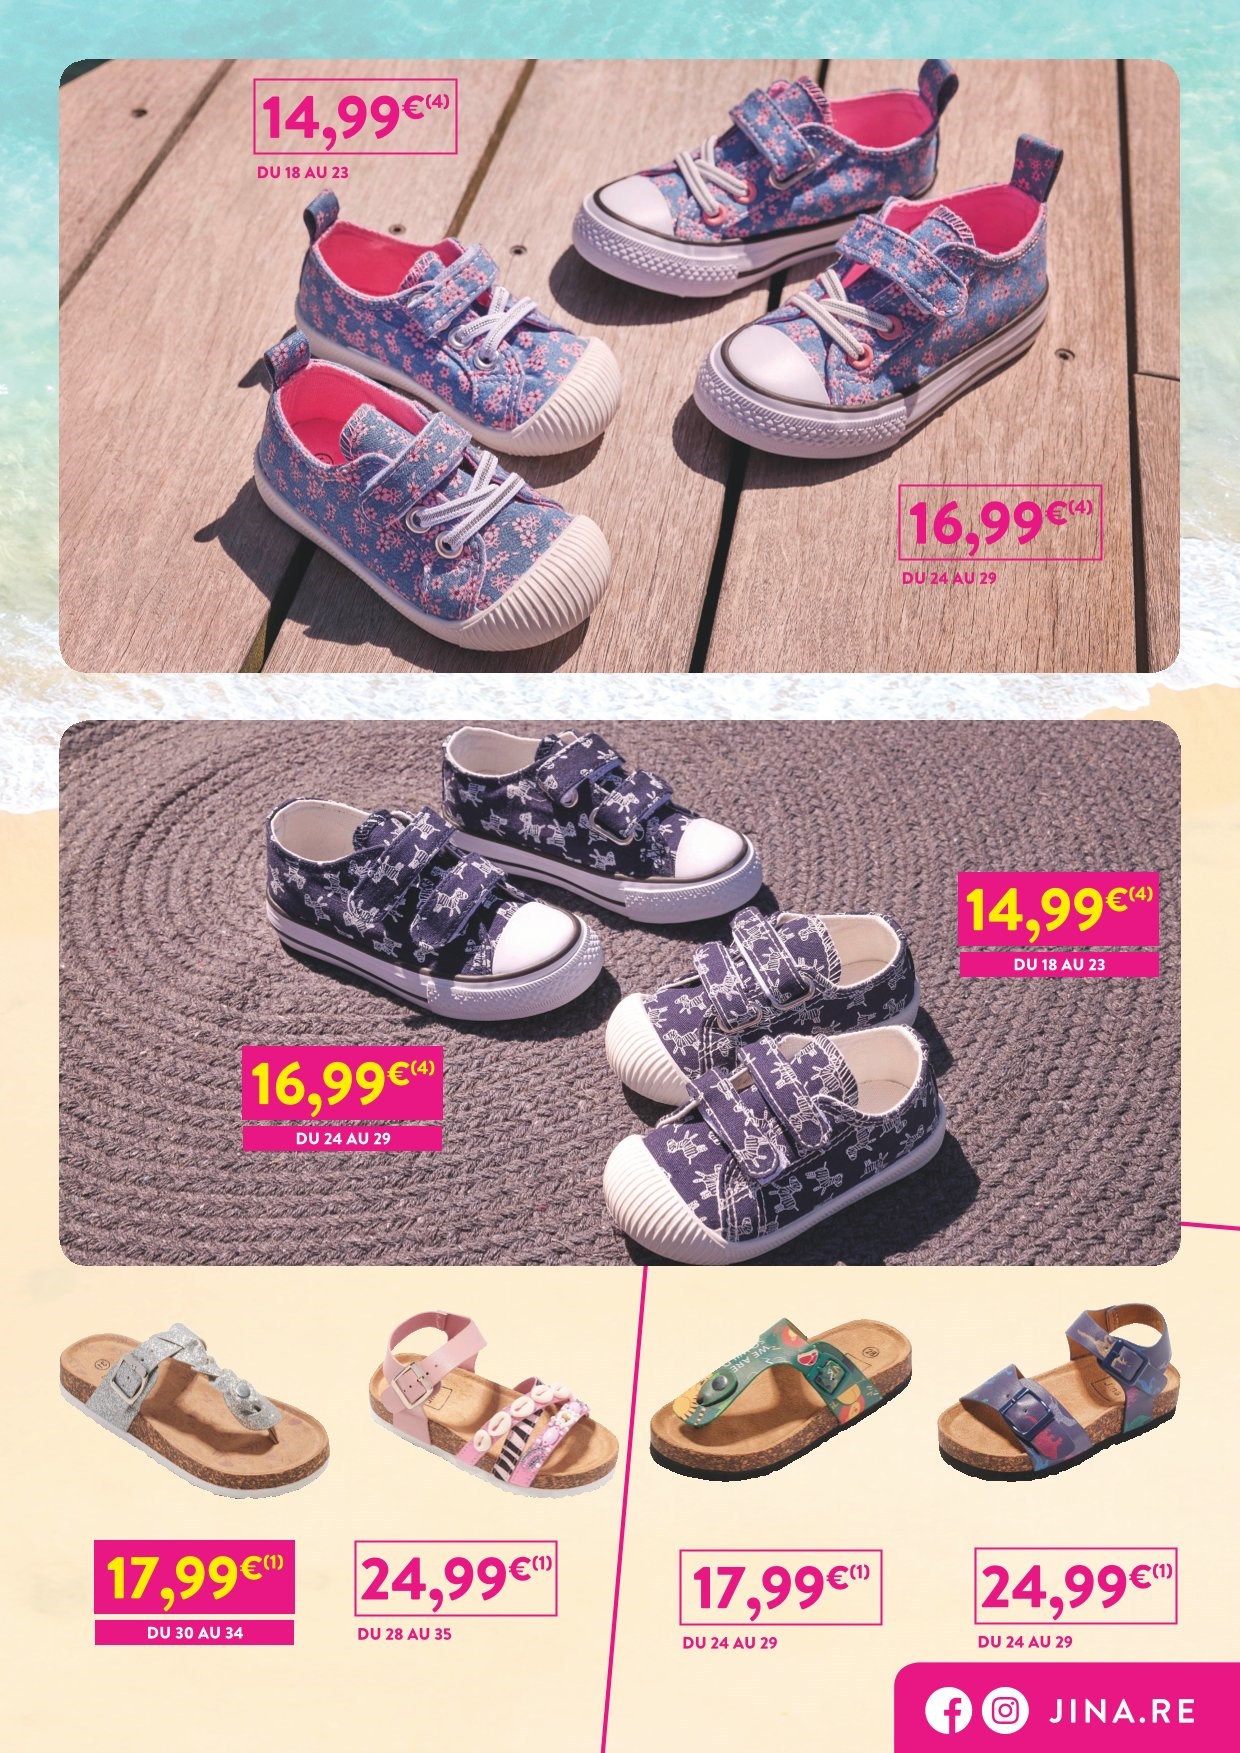 14,99€(4)
DU 18 AU 23
16,99€(4)
DU 24 AU 29
14,99€(4)
DU 18 AU 23
16,99€(4)
DU 24 AU 29
17,99€(1)
DU 30 AU 34
24,99€(1)
DU 28 AU 35
17,99€(1)
DU 24 AU 29
24,99€(1)
DU 24 AU 29
JINA.RE